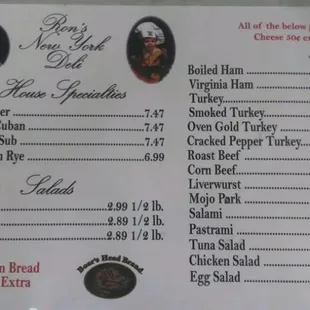 Ron's
New York
Deli
House Specialties
er 7.47
Cuban 7.47
Sub 7.47
n Rye 6.99
Salads
2.99 1/2 lb.
2.89 1/2 lb.
2.89 1/2 lb.
n Bread
Extra
Boar's Head Brand
All of the below
Cheese 50¢ ex
Boiled Ham
Virginia Ham
Turkey
Smoked Turkey
Oven Gold Turkey
Cracked Pepper Turkey
Roast Beef
Corn Beef
Liverwurst
Mojo Pork
Salami
Pastrami
Tuna Salad
Chicken Salad
Egg Salad